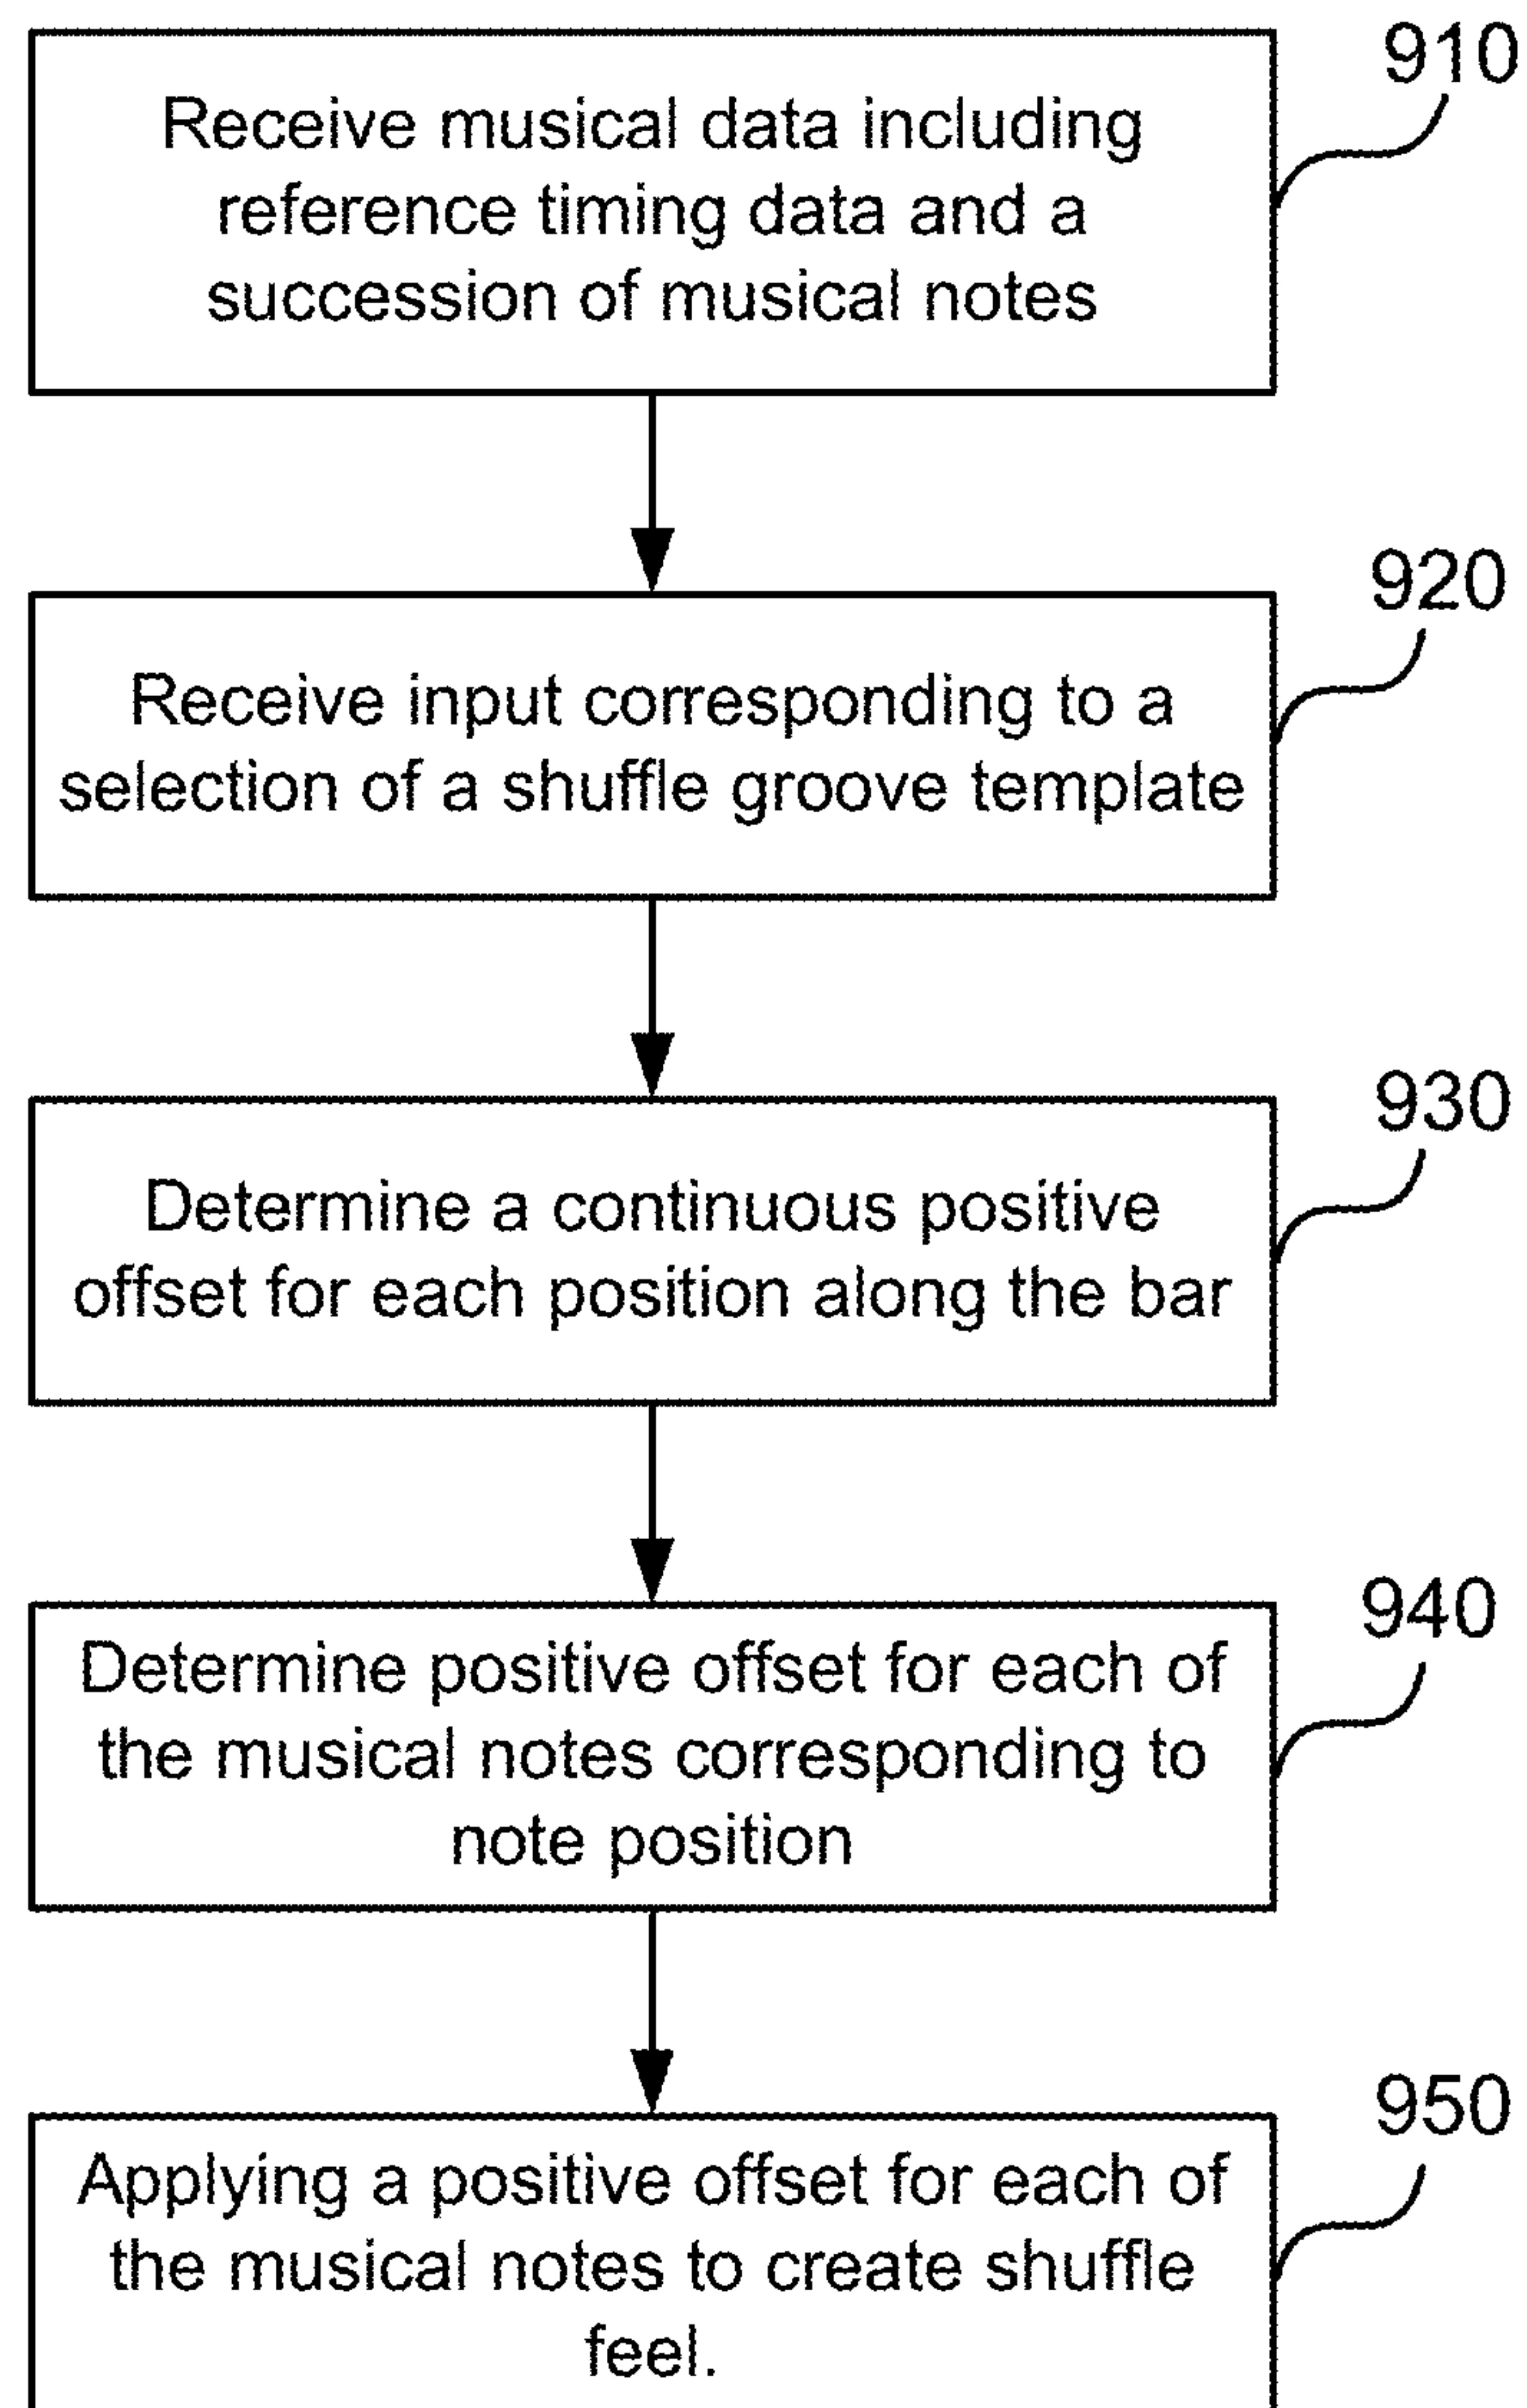 910
Receive musical data including
reference timing data and a
succession of musical notes
920
Receive input corresponding to a
selection of a shuffle groove template
930
Determine a continuous positive
offset for each position along the bar
940
Determine positive offset for each of
the musical notes corresponding to
note position
950
Applying a positive offset for each of
the musical notes to create shuffle
feel.